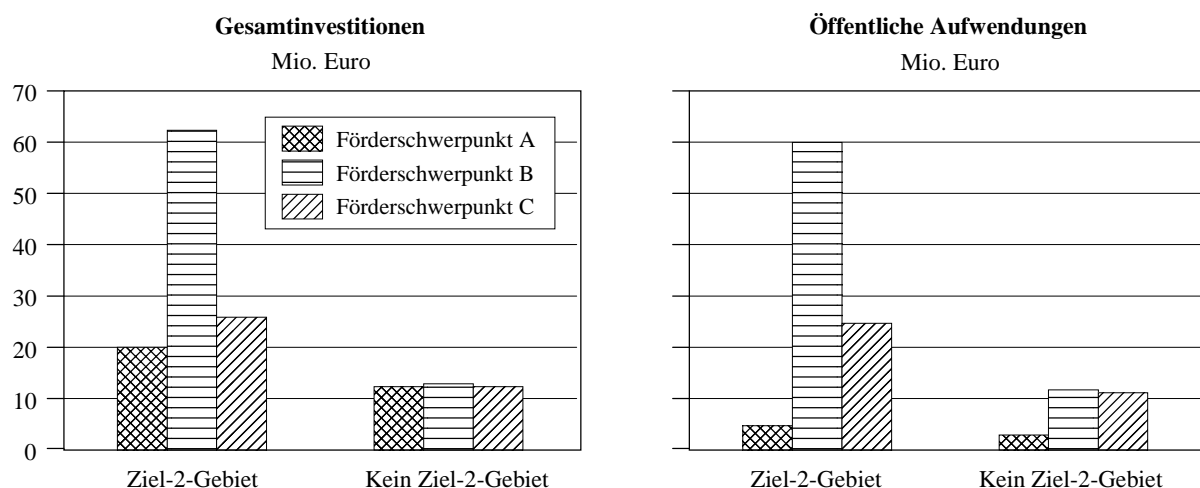 Gesamtinvestitionen
Mio. Euro
70
60
50
40
30
20
10
0
Förderschwerpunkt A
Förderschwerpunkt B
Förderschwerpunkt C
Ziel-2-Gebiet
Kein Ziel-2-Gebiet
Öffentliche Aufwendungen
Mio. Euro
Ziel-2-Gebiet
Kein Ziel-2-Gebiet